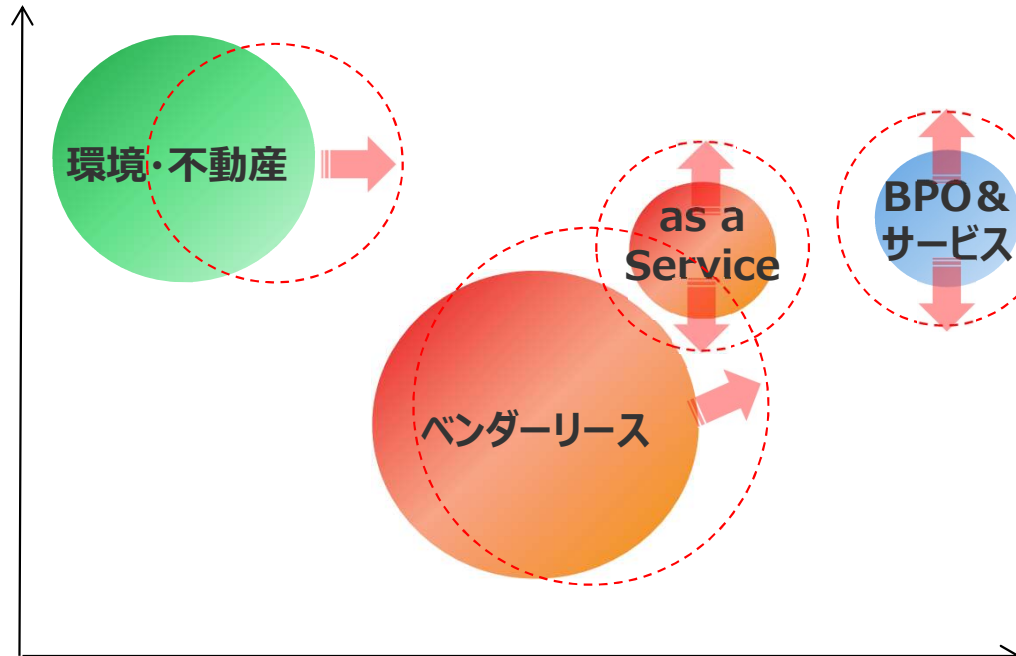 環境・不動産
as a
Service
BPO＆
サービス
ベンダーリース